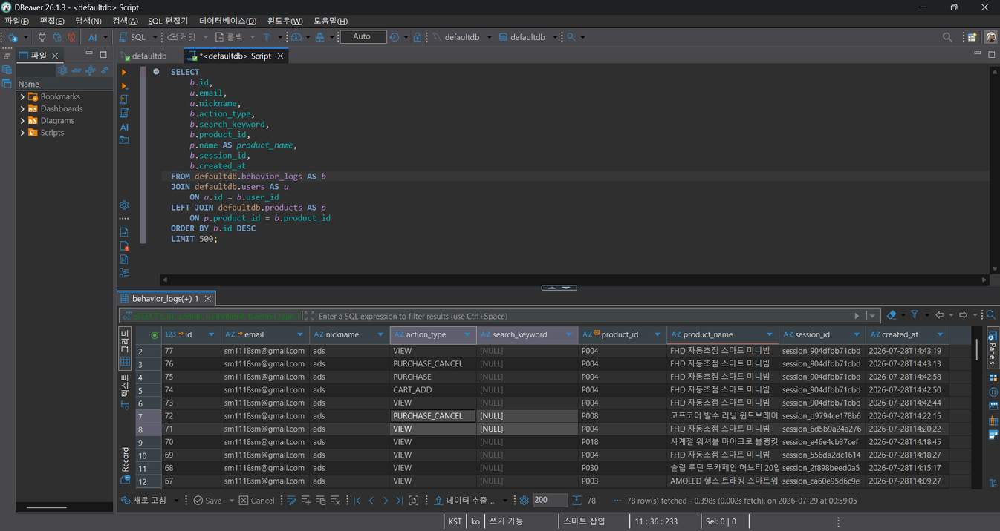 DBeaver 26.1.3 - <defaultdb> Script
파일(F) 편집(E) 탐색(N) 검색(A) SQL 편집기 데이터베이스(D) 윈도우(W) 도움말(H)
AI SQL 커밋 롤백 T Auto defaultdb defaultdb
파일
defaultdb
*<defaultdb> Script
Name
Bookmarks
Dashboards
Diagrams
Scripts
AI
SELECT
b.id,
u.email,
u.nickname,
b.action_type,
b.search_keyword,
b.product_id,
p.name AS product_name,
b.session_id,
b.created_at
FROM defaultdb.behavior_logs AS b
JOIN defaultdb.users AS u
ON u.id = b.user_id
LEFT JOIN defaultdb.products AS p
ON p.product_id = b.product_id
ORDER BY b.id DESC
LIMIT 500;
behavior_logs(+) 1
SELECT b.id, u.email, u.nickname, b.action_type, Enter a SQL expression to filter results (use Ctrl+Space)
그리드
텍스트
Record
Panels
123 id A-Z email A-Z nickname A-Z action_type A-Z search_keyword A-Z product_id A-Z product_name A-Z session_id A-Z created_at
2 77 sm1118sm@gmail.com ads VIEW [NULL] P004 FHD 자동초점 스마트 미니빔 session_904dfbb71cbd 2026-07-28T14:43:19
3 76 sm1118sm@gmail.com ads PURCHASE_CANCEL [NULL] P004 FHD 자동초점 스마트 미니빔 session_904dfbb71cbd 2026-07-28T14:43:13
4 75 sm1118sm@gmail.com ads PURCHASE [NULL] P004 FHD 자동초점 스마트 미니빔 session_904dfbb71cbd 2026-07-28T14:42:58
5 74 sm1118sm@gmail.com ads CART_ADD [NULL] P004 FHD 자동초점 스마트 미니빔 session_904dfbb71cbd 2026-07-28T14:42:50
6 73 sm1118sm@gmail.com ads VIEW [NULL] P004 FHD 자동초점 스마트 미니빔 session_904dfbb71cbd 2026-07-28T14:42:44
7 72 sm1118sm@gmail.com ads PURCHASE_CANCEL [NULL] P008 고프코어 발수 러닝 윈드브레이 session_d9794ce178b6 2026-07-28T14:22:15
8 71 sm1118sm@gmail.com ads VIEW [NULL] P004 FHD 자동초점 스마트 미니빔 session_6d5b9a24a276 2026-07-28T14:20:22
9 70 sm1118sm@gmail.com ads VIEW [NULL] P018 사계절 워셔블 마이크로 블랭킷 session_e46e4cb37cef 2026-07-28T14:18:45
10 69 sm1118sm@gmail.com ads VIEW [NULL] P004 FHD 자동초점 스마트 미니빔 session_556da2dc1614 2026-07-28T14:18:27
11 68 sm1118sm@gmail.com ads VIEW [NULL] P030 슬립 루틴 무카페인 허브티 20입 session_2f898beed0a5 2026-07-28T14:15:17
12 67 sm1118sm@gmail.com ads VIEW [NULL] P003 AMOLED 헬스 트래킹 스마트워 session_ca60e95d6c9e 2026-07-28T14:09:27
새로 고침 Save Cancel 데이터 추출 ... 200 78 78 row(s) fetched - 0.398s (0.002s fetch), on 2026-07-29 at 00:59:05
KST ko 쓰기 가능 스마트 삽입 11 : 36 : 233 Sel: 0 | 0